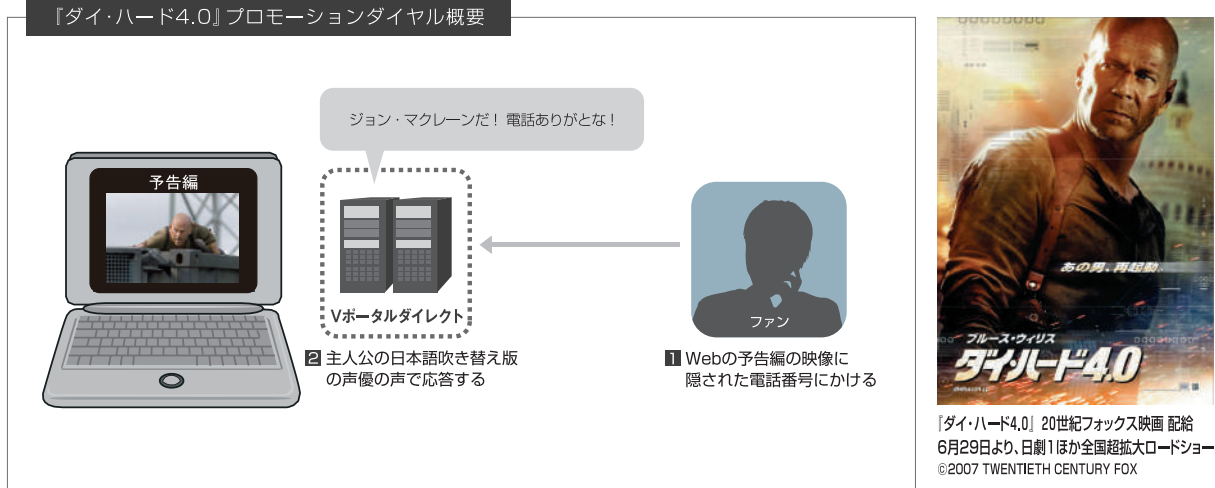 『ダイ・ハード4.0』プロモーションダイヤル概要
ジョン・マクレーンだ！電話ありがとな！
予告編
Vポータルダイレクト
ファン
2 主人公の日本語吹き替え版
の声優の声で応答する
1 Webの予告編の映像に
隠された電話番号にかける
あの男、再起動。
ブルース・ウィリス
ダイ・ハード4.0
『ダイ・ハード4.0』 20世紀フォックス映画 配給
6月29日より、日劇1ほか全国超拡大ロードショー
©2007 TWENTIETH CENTURY FOX